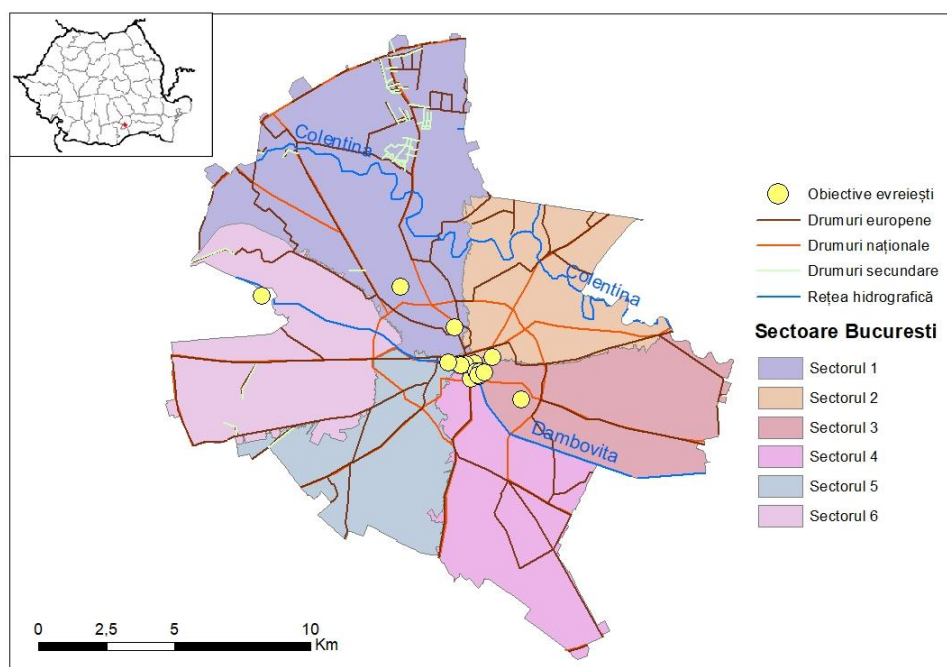 Colentina
Colentina
Dambovita
Obiective evreiești
Drumuri europene
Drumuri naționale
Drumuri secundare
Rețea hidrografică
Sectoare Bucuresti
Sectorul 1
Sectorul 2
Sectorul 3
Sectorul 4
Sectorul 5
Sectorul 6
0 2,5 5 10
Km